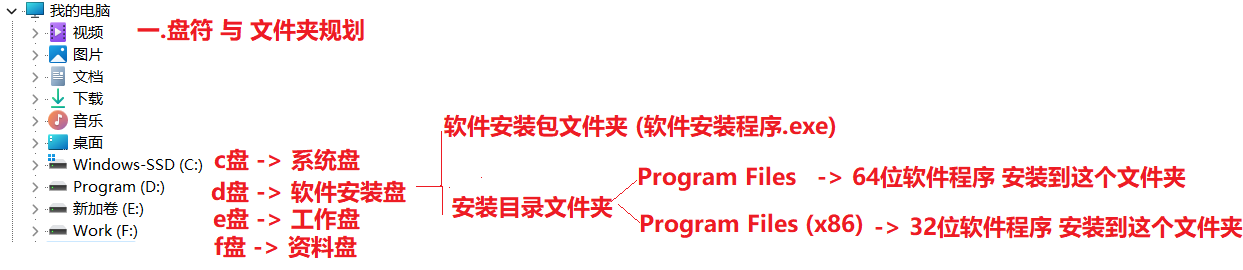 我的电脑
视频
一.盘符 与 文件夹规划
图片
文档
下载
音乐
桌面
Windows-SSD (C:)
Program (D:)
新加卷 (E:)
Work (F:)
c盘 -> 系统盘
d盘 -> 软件安装盘
e盘 -> 工作盘
f盘 -> 资料盘
软件安装包文件夹 (软件安装程序.exe)
安装目录文件夹
Program Files -> 64位软件程序 安装到这个文件夹
Program Files (x86) -> 32位软件程序 安装到这个文件夹